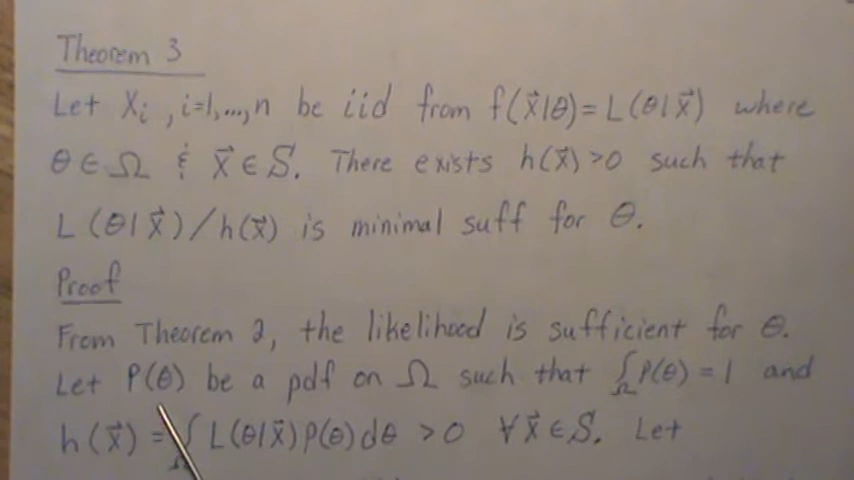 Theorem 3
Let Xi, i=1,...,n be iid from f(x⃗|θ) = L(θ|x⃗) where
θ ∈ Ω & x⃗ ∈ S. There exists h(x⃗) > 0 such that
L(θ|x⃗)/h(x⃗) is minimal suff for θ.
Proof
From Theorem 2, the likelihood is sufficient for θ.
Let P(θ) be a pdf on Ω such that ∫Ω P(θ) = 1 and
h(x⃗) = ∫Ω L(θ|x⃗)P(θ)dθ > 0 ∀x⃗ ∈ S. Let